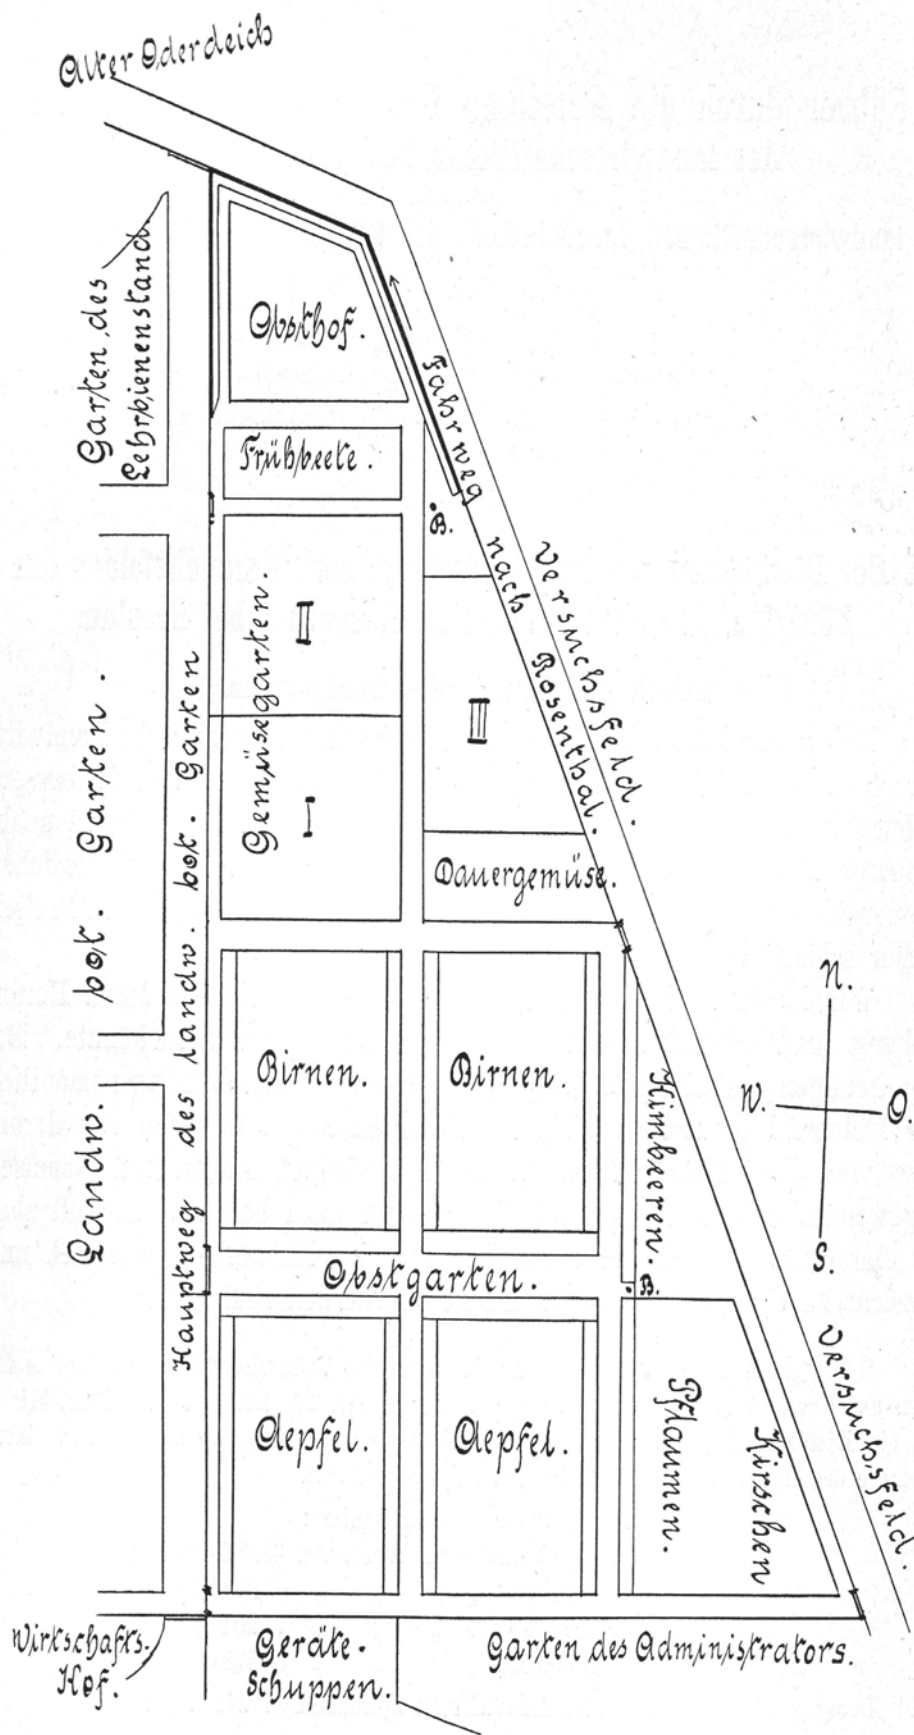 Alter Oderdeich
Garten des
Lehrbienenstand.
Obsthof.
Fahrweg nach Rosenthal.
Versuchsfeld.
Frühbeete.
B.
Gemüsegarten.
II
III
I
Dauergemüse.
Landw. bot. Garten.
Hauptweg des landw. bot. Garten
Birnen.
Birnen.
Himbeeren.
N.
W.
O.
S.
Obstgarten.
B.
Aepfel.
Aepfel.
Pflaumen.
Kirschen
Versuchsfeld.
Wirtschafts-
Hof.
Geräte-
Schuppen.
Garten des Administrators.